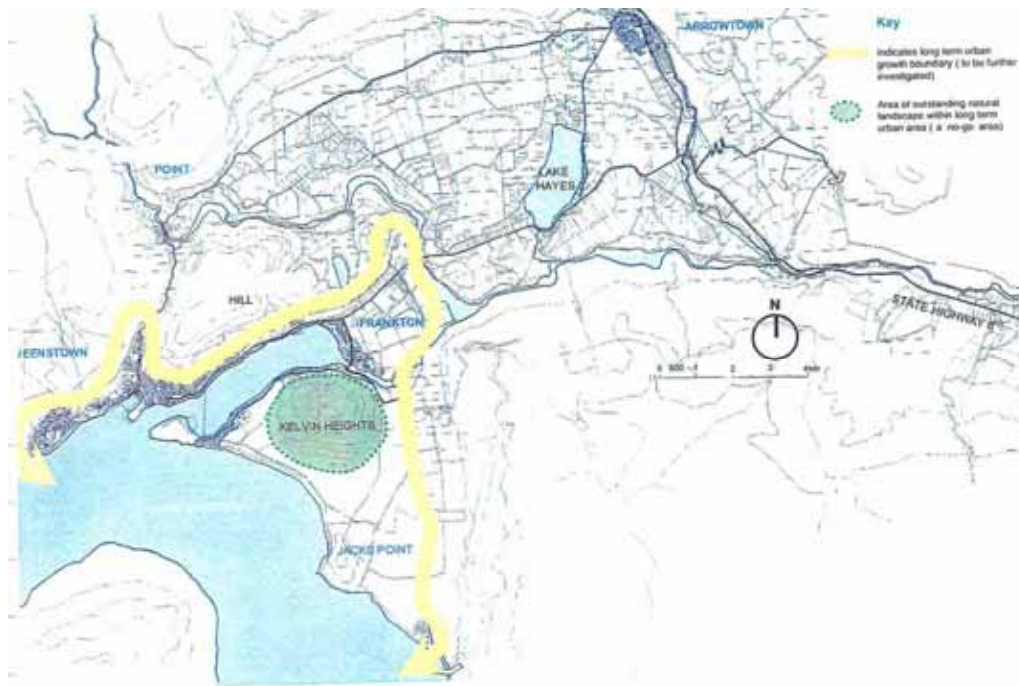 ARROWTOWN
Key
indicates long term urban
growth boundary ( to be further
investigated)
Area of outstanding natural
landscape within long term
urban area ( a no-go area)
POINT
LAKE
HAYES
HILL
FRANKTON
STATE HIGHWAY 6
N
EENSTOWN
KELVIN HEIGHTS
JACKS POINT